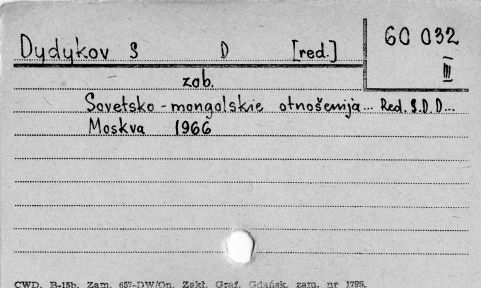 Dydykov S D [red.] 60 032
III
zob.
Sovetsko-mongolskie otnošenija... Red. S.D.D...
Moskva 1966
CWD. B-15b. Zam. 657-DW/On. Zakł. Graf. Gdańsk, zam. nr 1795.